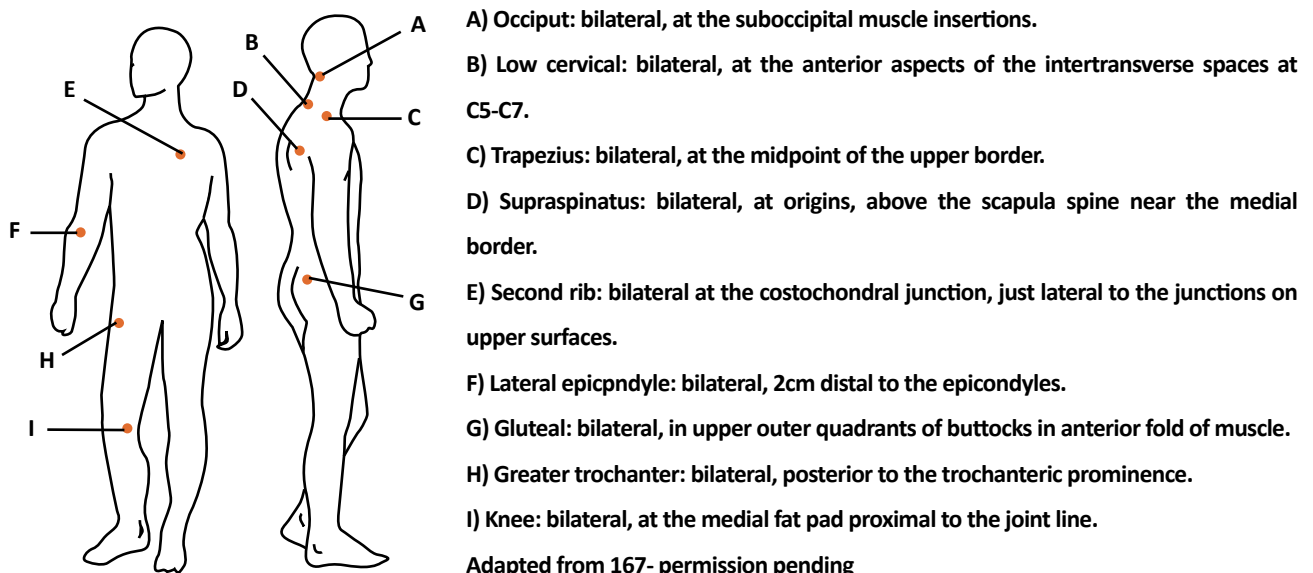 A
B
E
D
C
F
G
H
I
A) Occiput: bilateral, at the suboccipital muscle insertions.
B) Low cervical: bilateral, at the anterior aspects of the intertransverse spaces at
C5-C7.
C) Trapezius: bilateral, at the midpoint of the upper border.
D) Supraspinatus: bilateral, at origins, above the scapula spine near the medial
border.
E) Second rib: bilateral at the costochondral junction, just lateral to the junctions on
upper surfaces.
F) Lateral epicpndyle: bilateral, 2cm distal to the epicondyles.
G) Gluteal: bilateral, in upper outer quadrants of buttocks in anterior fold of muscle.
H) Greater trochanter: bilateral, posterior to the trochanteric prominence.
I) Knee: bilateral, at the medial fat pad proximal to the joint line.
Adapted from 167- permission pending